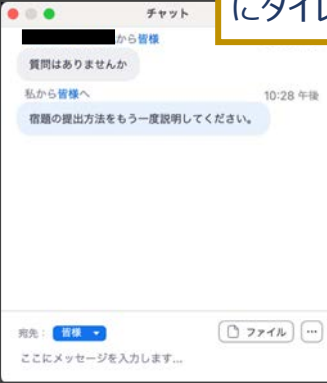 チャット
にタイレ
から皆様
質問はありませんか
私から皆様へ 10:28 午後
宿題の提出方法をもう一度説明してください。
宛先： 皆様 ファイル ...
ここにメッセージを入力します...